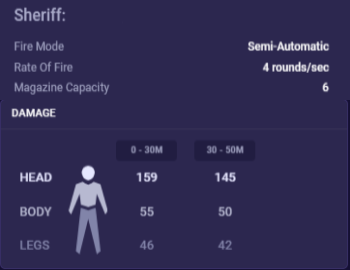 Sheriff:
Fire Mode Semi-Automatic
Rate Of Fire 4 rounds/sec
Magazine Capacity 6
DAMAGE
0 - 30M 30 - 50M
HEAD 159 145
BODY 55 50
LEGS 46 42